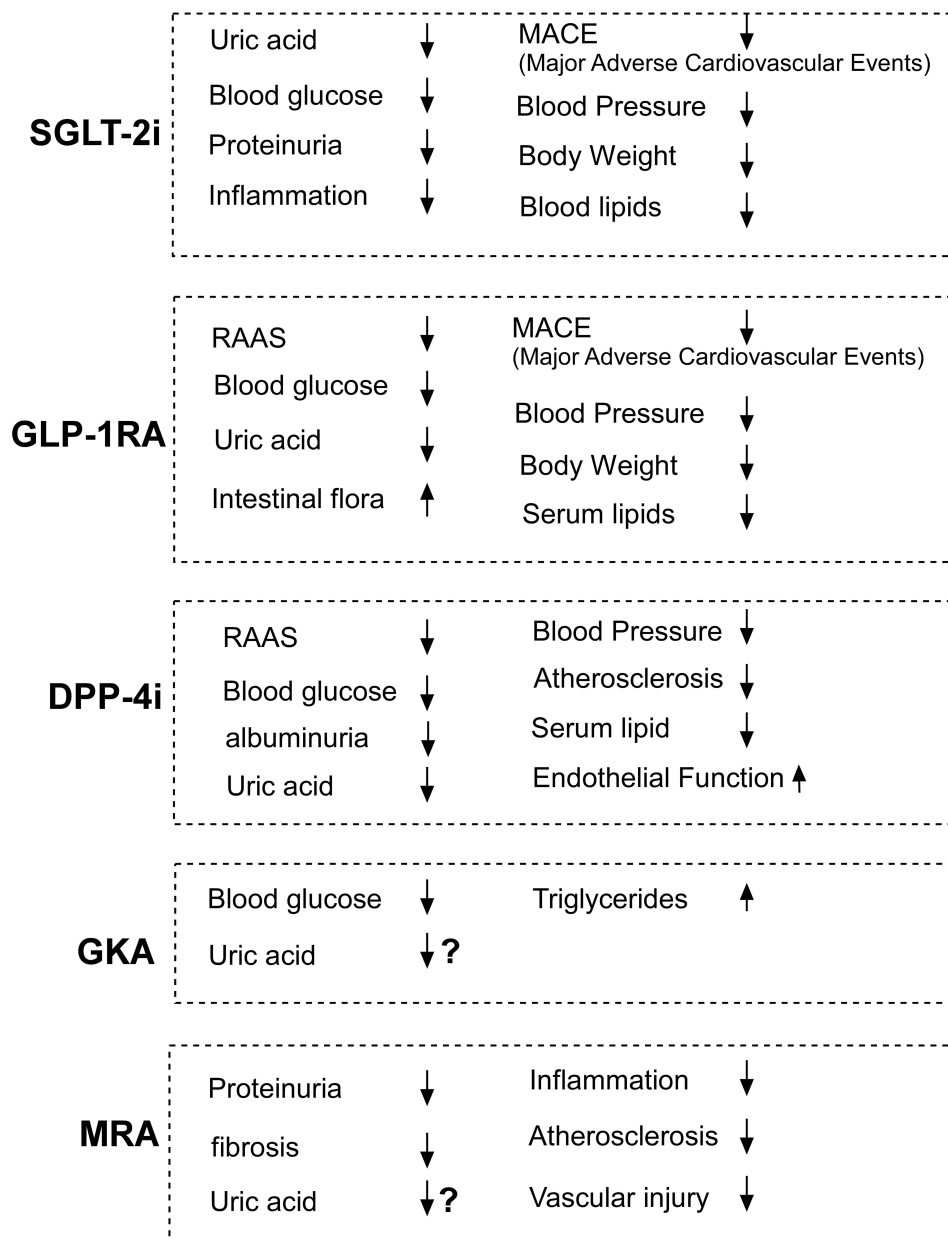 SGLT-2i
Uric acid ↓
Blood glucose ↓
Proteinuria ↓
Inflammation ↓
MACE ↓
(Major Adverse Cardiovascular Events)
Blood Pressure ↓
Body Weight ↓
Blood lipids ↓
GLP-1RA
RAAS ↓
Blood glucose ↓
Uric acid ↓
Intestinal flora ↑
MACE ↓
(Major Adverse Cardiovascular Events)
Blood Pressure ↓
Body Weight ↓
Serum lipids ↓
DPP-4i
RAAS ↓
Blood glucose ↓
albuminuria ↓
Uric acid ↓
Blood Pressure ↓
Atherosclerosis ↓
Serum lipid ↓
Endothelial Function ↑
GKA
Blood glucose ↓
Uric acid ↓?
Triglycerides ↑
MRA
Proteinuria ↓
fibrosis ↓
Uric acid ↓?
Inflammation ↓
Atherosclerosis ↓
Vascular injury ↓